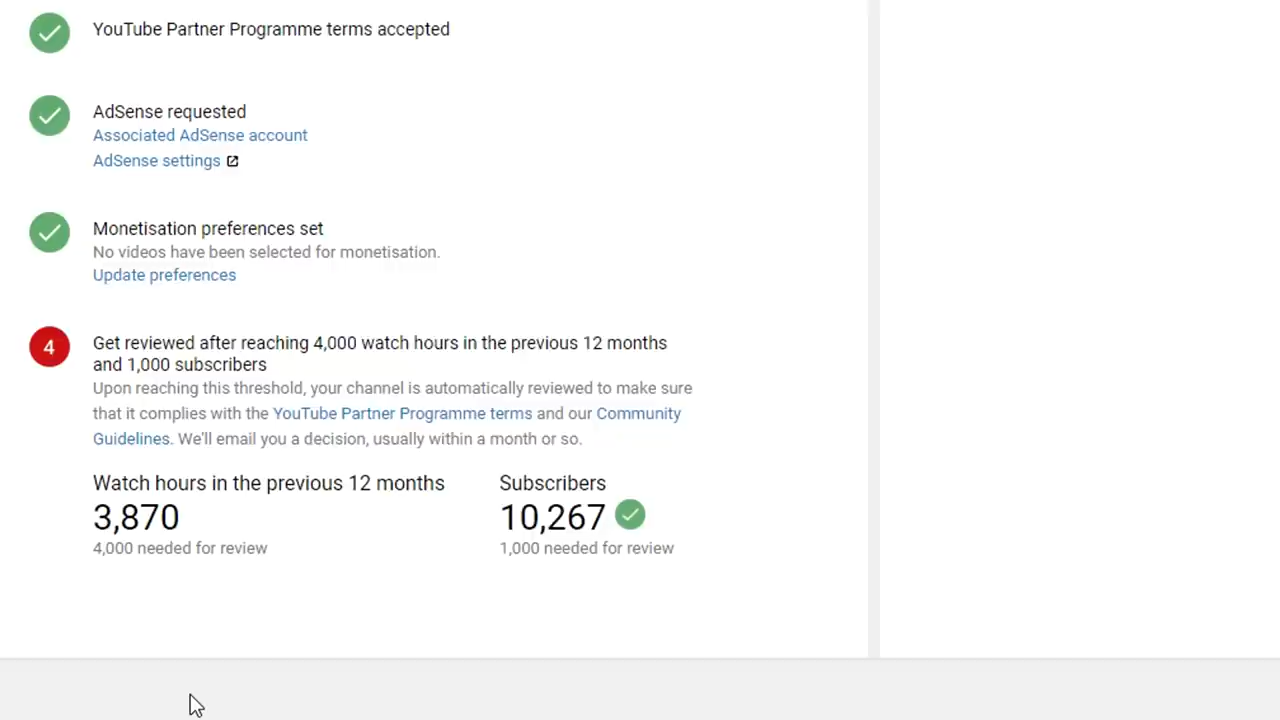 YouTube Partner Programme terms accepted
AdSense requested
Associated AdSense account
AdSense settings
Monetisation preferences set
No videos have been selected for monetisation.
Update preferences
4
Get reviewed after reaching 4,000 watch hours in the previous 12 months
and 1,000 subscribers
Upon reaching this threshold, your channel is automatically reviewed to make sure
that it complies with the YouTube Partner Programme terms and our Community
Guidelines. We'll email you a decision, usually within a month or so.
Watch hours in the previous 12 months
3,870
4,000 needed for review
Subscribers
10,267
1,000 needed for review